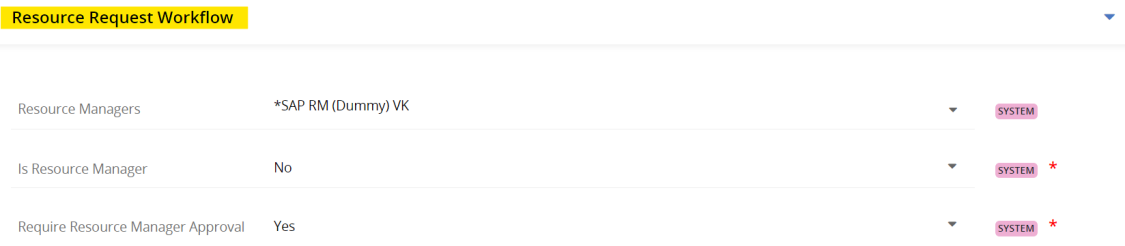 Resource Request Workflow
Resource Managers *SAP RM (Dummy) VK SYSTEM
Is Resource Manager No SYSTEM *
Require Resource Manager Approval Yes SYSTEM *